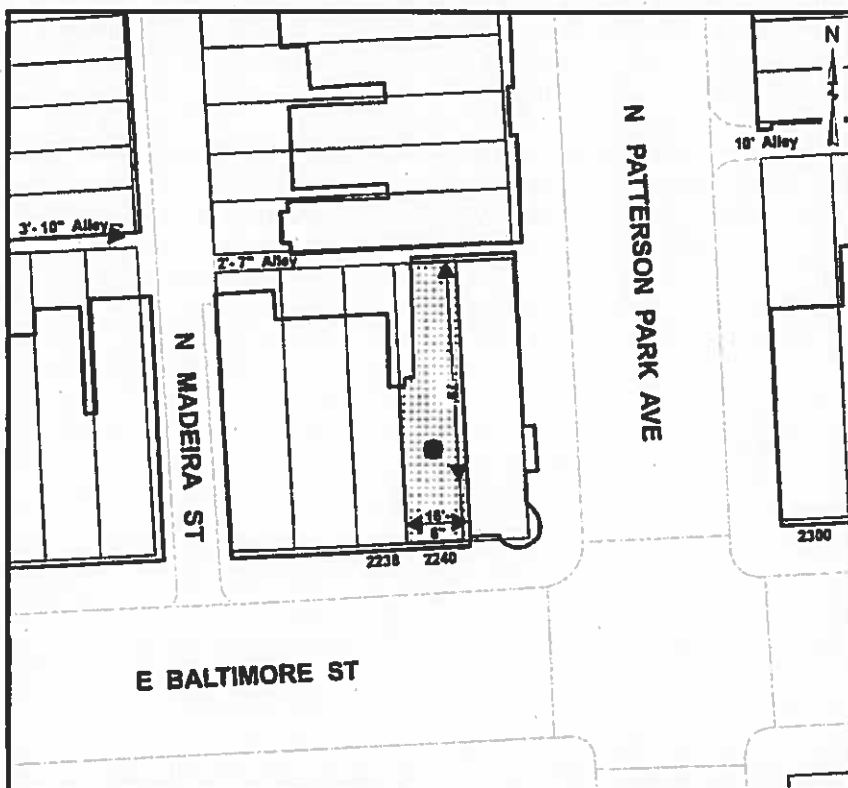 N
N PATTERSON PARK AVE
10' Alley
3'- 10" Alley
2'- 7" Alley
N MADEIRA ST
2238
2240
2300
E BALTIMORE ST